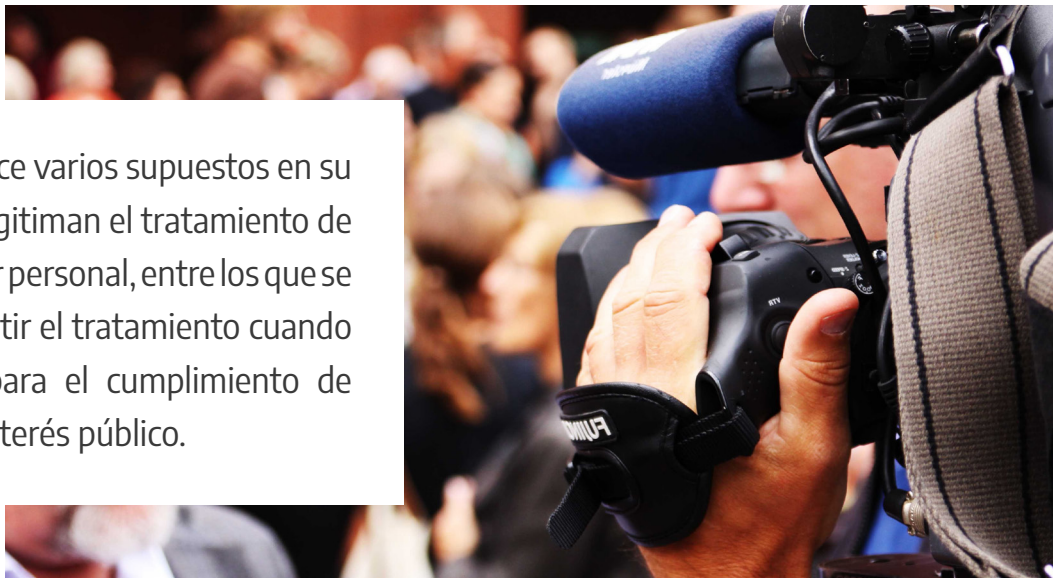 ce varios supuestos en su
gitiman el tratamiento de
r personal, entre los que se
tir el tratamiento cuando
para el cumplimiento de
terés público.
RTV